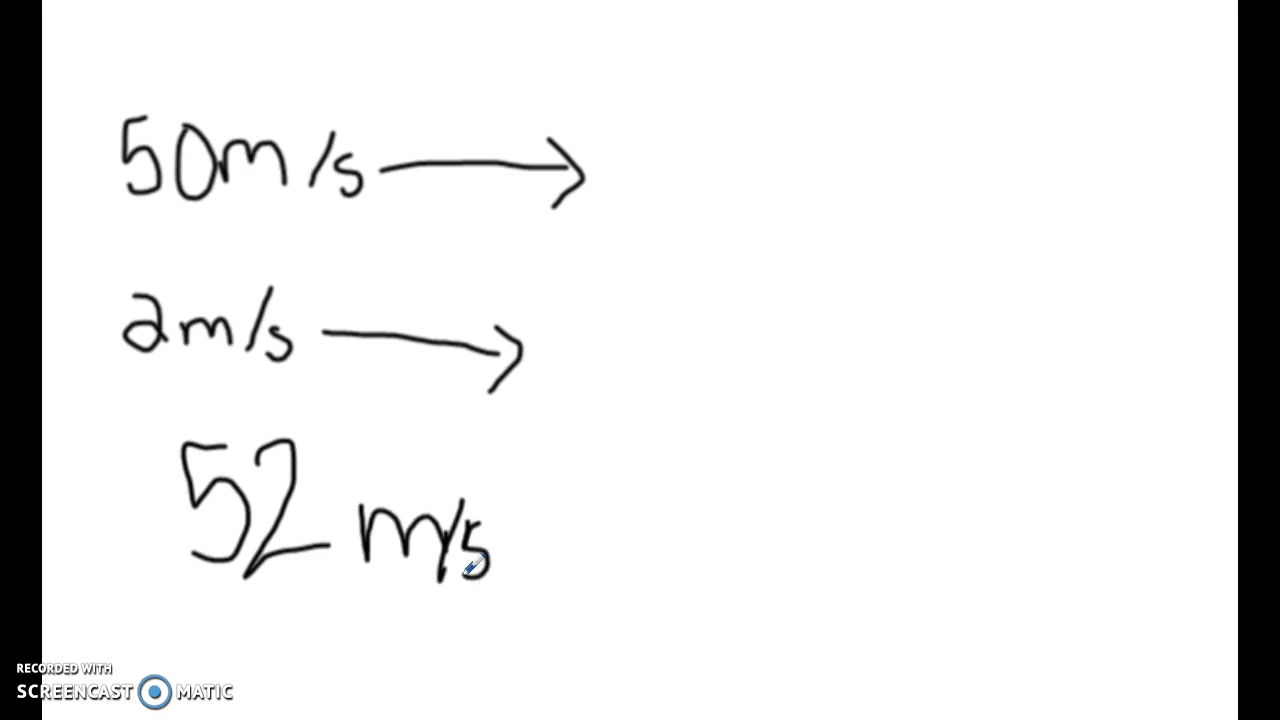 50m/s →
2m/s →
52 m/s
RECORDED WITH
SCREENCAST MATIC